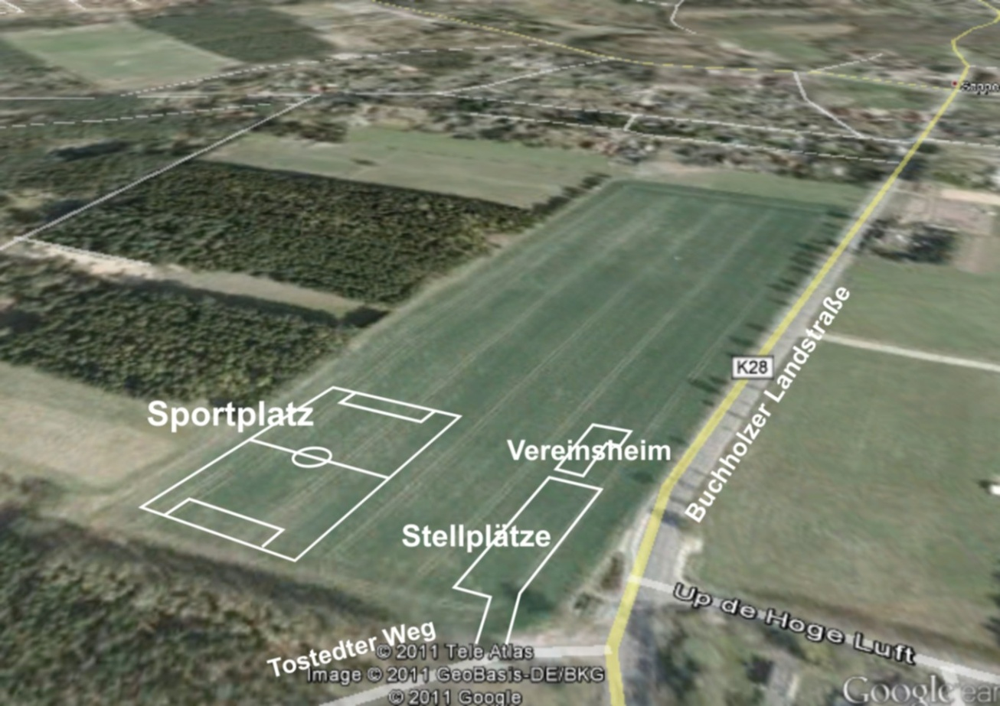 Sportplatz
K28
Buchholzer Landstraße
Vereinsheim
Stellplätze
Up de Hoge Luft
Tostedter Weg
© 2011 Tele Atlas
Image © 2011 GeoBasis-DE/BKG
© 2011 Google
Google